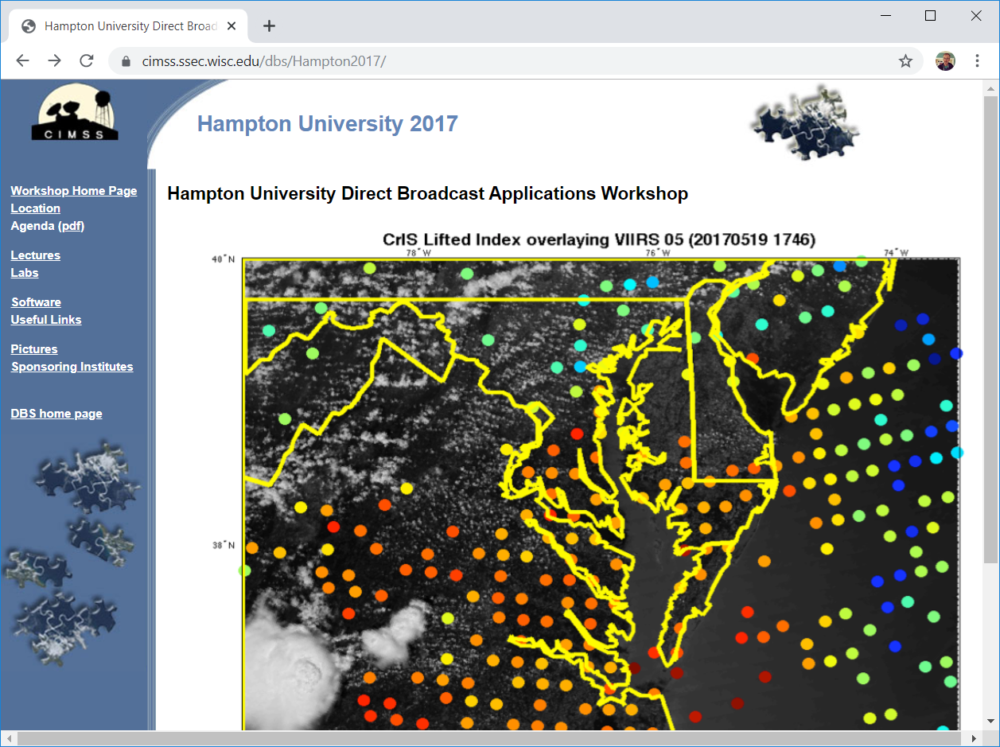 Hampton University Direct Broad
cimss.ssec.wisc.edu/dbs/Hampton2017/
CIMSS
Hampton University 2017
Workshop Home Page
Location
Agenda (pdf)
Lectures
Labs
Software
Useful Links
Pictures
Sponsoring Institutes
DBS home page
Hampton University Direct Broadcast Applications Workshop
CrIS Lifted Index overlaying VIIRS 05 (20170519 1746)
78°W 76°W 74°W
40°N
38°N